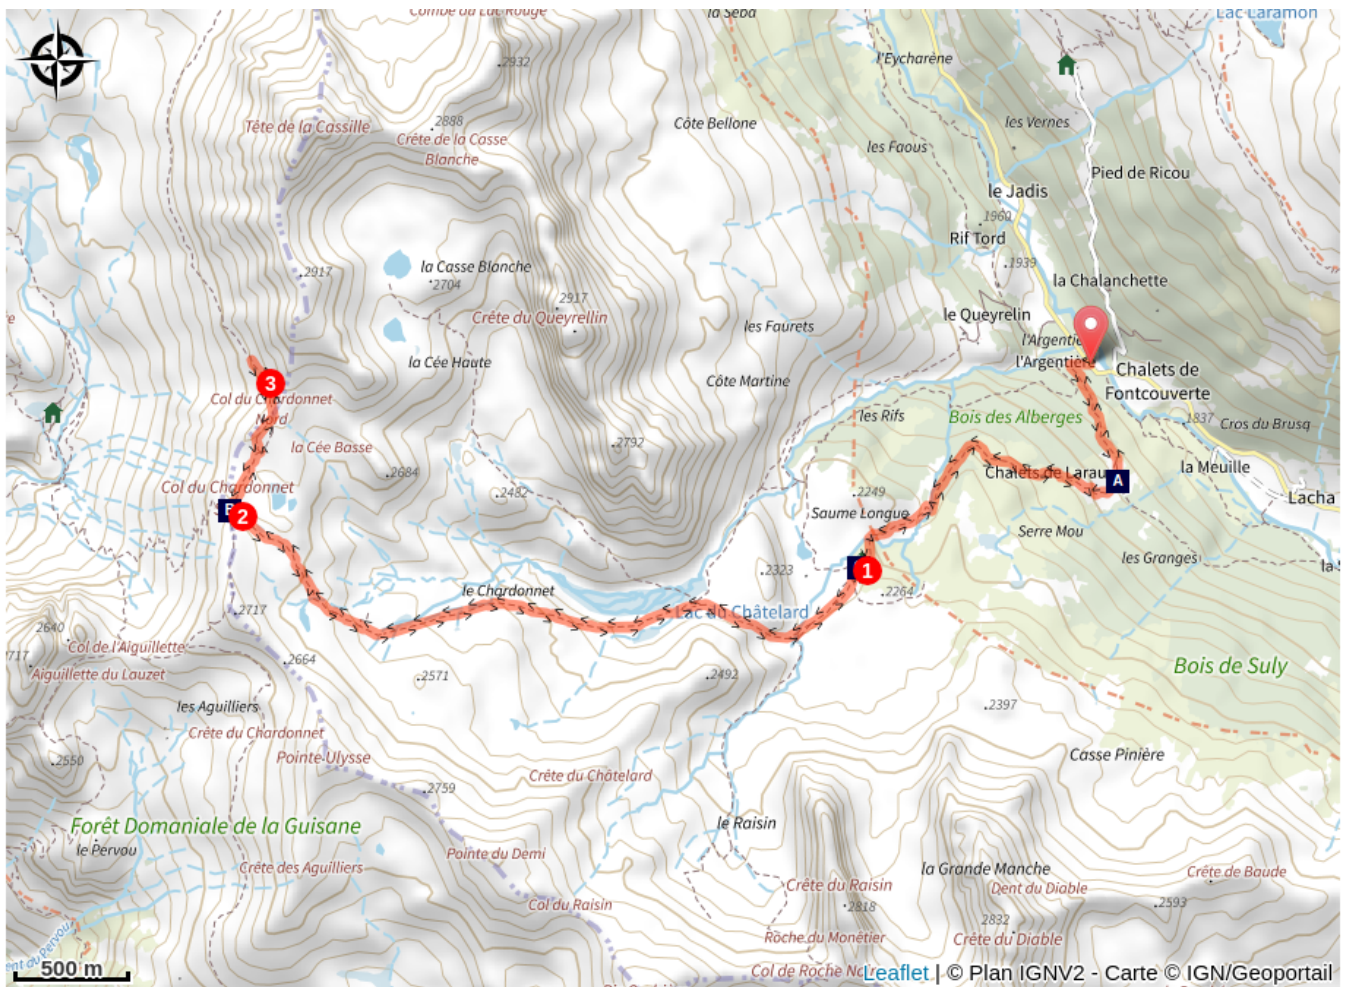 Combe du Lac Rouge
la Seba
Lac Laramon
l'Eycharène
2932
Tête de la Cassille
2888
Crête de la Casse
Blanche
Côte Bellone
les Vernes
les Faous
Pied de Ricou
le Jadis
1960
Rif Tord
1939
2917
la Casse Blanche
2704
la Chalanchette
2917
Crête du Queyrellin
les Faurets
le Queyrelin
l'Argentiè
l'Argentière
la Cée Haute
Côte Martine
Chalets de
Fontcouverte
3
Col du Chardonnet
Nord
les Rifs
Bois des Alberges
1837
Cros du Brusq
la Cée Basse
2792
2684
Chalets de Larau
A
la Meuille
Col du Chardonnet
2482
2249
Lacha
2
Saume Longue
Serre Mou
les Granges
1
2323
2264
le Chardonnet
Lac du Châtelard
2717
2640
Col de l'Aiguillette
717
2664
Aiguillette du Lauzet
2571
2492
Bois de Suly
les Aguilliers
2397
Crête du Chardonnet
Pointe Ulysse
Casse Pinière
2550
Crête du Châtelard
2759
Forêt Domaniale de la Guisane
le Raisin
le Pervou
Pointe du Demi
Crête des Aguilliers
la Grande Manche
Crête de Baude
Crête du Raisin
Dent du Diable
Col du Raisin
2818
2593
2832
Roche du Monêtier
Crête du Diable
500 m
Col de Roche No
Leaflet | © Plan IGNV2 - Carte © IGN/Geoportail